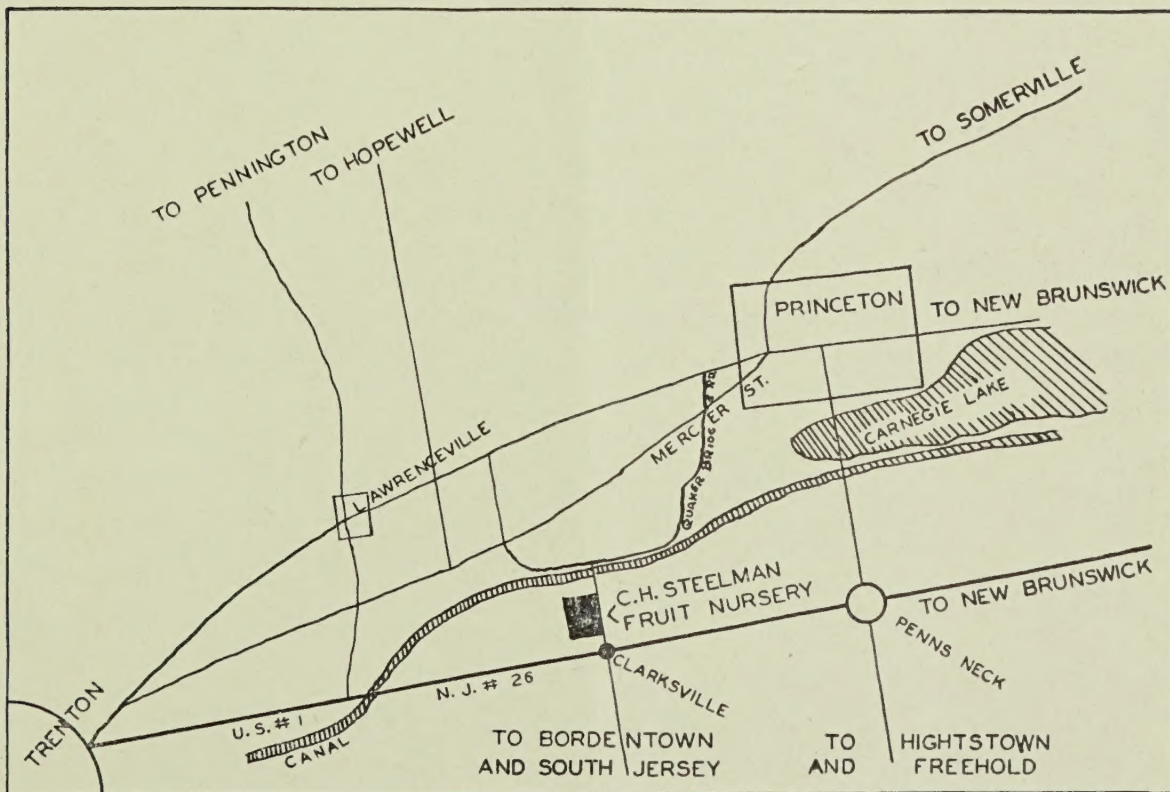 TO SOMERVILLE
TO PENNINGTON
TO HOPEWELL
PRINCETON
TO NEW BRUNSWICK
CARNEGIE LAKE
MERCER ST.
QUAKER BRIDGE RD.
LAWRENCEVILLE
C.H. STEELMAN
FRUIT NURSERY
TO NEW BRUNSWICK
PENNS NECK
CLARKSVILLE
N. J. # 26
U. S. # 1
TRENTON
CANAL
TO BORDENTOWN
AND SOUTH JERSEY
TO HIGHTSTOWN
AND FREEHOLD